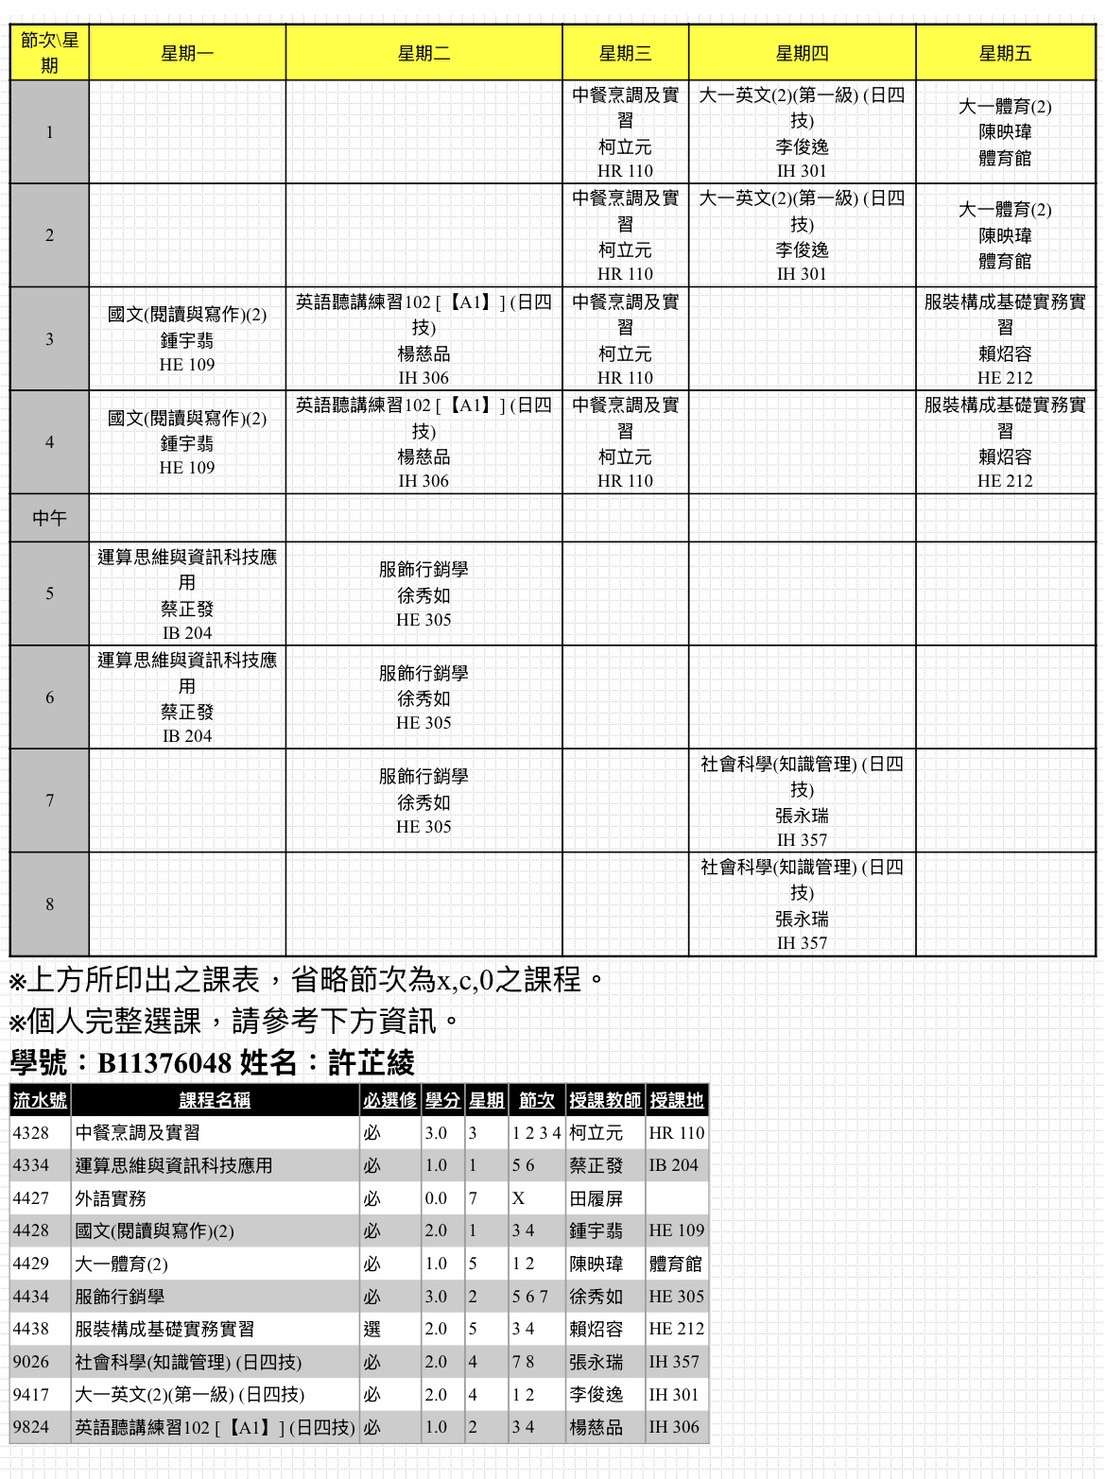 節次\星期 星期一 星期二 星期三 星期四 星期五
1 中餐烹調及實習 柯立元 HR 110 大一英文(2)(第一級) (日四技) 李俊逸 IH 301 大一體育(2) 陳映瑋 體育館
2 中餐烹調及實習 柯立元 HR 110 大一英文(2)(第一級) (日四技) 李俊逸 IH 301 大一體育(2) 陳映瑋 體育館
3 國文(閱讀與寫作)(2) 鍾宇翡 HE 109 英語聽講練習102 [【A1】] (日四技) 楊慈品 IH 306 中餐烹調及實習 柯立元 HR 110 服裝構成基礎實務實習 賴炤容 HE 212
4 國文(閱讀與寫作)(2) 鍾宇翡 HE 109 英語聽講練習102 [【A1】] (日四技) 楊慈品 IH 306 中餐烹調及實習 柯立元 HR 110 服裝構成基礎實務實習 賴炤容 HE 212
中午
5 運算思維與資訊科技應用 蔡正發 IB 204 服飾行銷學 徐秀如 HE 305
6 運算思維與資訊科技應用 蔡正發 IB 204 服飾行銷學 徐秀如 HE 305
7 服飾行銷學 徐秀如 HE 305 社會科學(知識管理) (日四技) 張永瑞 IH 357
8 社會科學(知識管理) (日四技) 張永瑞 IH 357
※上方所印出之課表，省略節次為x,c,0之課程。
※個人完整選課，請參考下方資訊。
學號：B11376048 姓名：許芷綾
流水號 課程名稱 必選修 學分 星期 節次 授課教師 授課地
4328 中餐烹調及實習 必 3.0 3 1 2 3 4 柯立元 HR 110
4334 運算思維與資訊科技應用 必 1.0 1 5 6 蔡正發 IB 204
4427 外語實務 必 0.0 7 X 田履屏
4428 國文(閱讀與寫作)(2) 必 2.0 1 3 4 鍾宇翡 HE 109
4429 大一體育(2) 必 1.0 5 1 2 陳映瑋 體育館
4434 服飾行銷學 必 3.0 2 5 6 7 徐秀如 HE 305
4438 服裝構成基礎實務實習 選 2.0 5 3 4 賴炤容 HE 212
9026 社會科學(知識管理) (日四技) 必 2.0 4 7 8 張永瑞 IH 357
9417 大一英文(2)(第一級) (日四技) 必 2.0 4 1 2 李俊逸 IH 301
9824 英語聽講練習102 [【A1】] (日四技) 必 1.0 2 3 4 楊慈品 IH 306